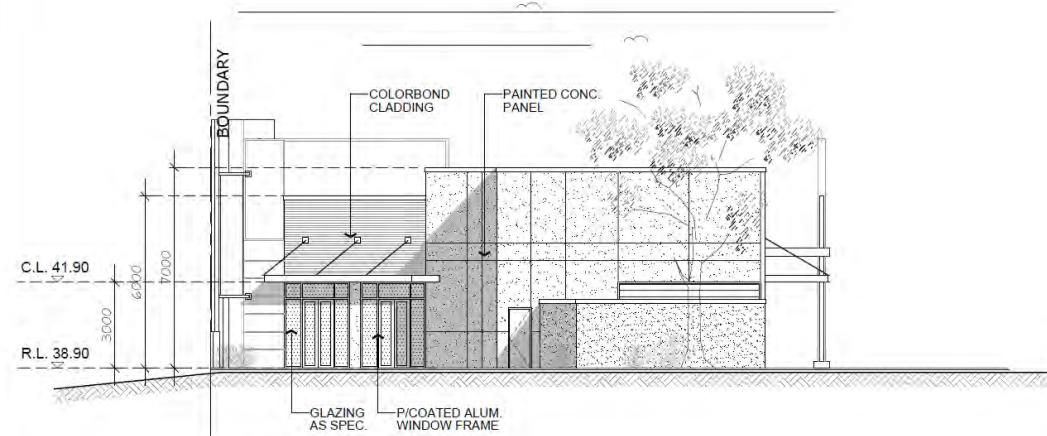 BOUNDARY
COLORBOND
CLADDING
PAINTED CONC.
PANEL
C.L. 41.90
3000
6000
7000
R.L. 38.90
GLAZING
AS SPEC.
P/COATED ALUM.
WINDOW FRAME